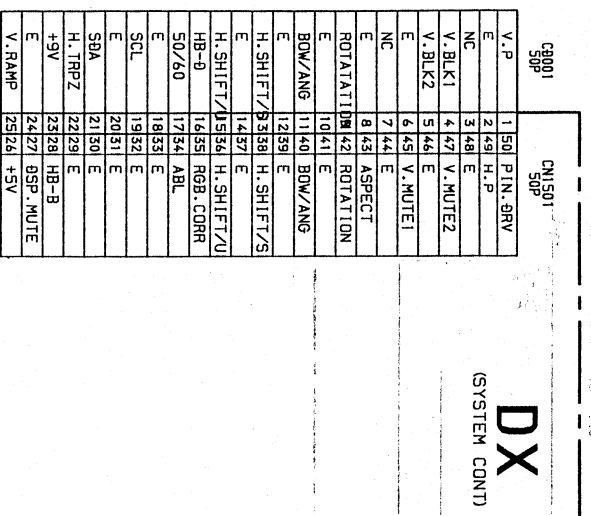 CD001 CN1501
50P 50P
V.P 1 50 PIN.DRV
E 2 49 H.P
NC 3 48 E
V.BLK1 4 47 V.MUTE2
V.BLK2 5 46 E
E 6 45 V.MUTE1
NC 7 44 E
E 8 43 ASPECT
ROTATATION 9 42 ROTATION
E 10 41 E
BOW/ANG 11 40 BOW/ANG
E 12 39 E
H.SHIFT/S 13 38 H.SHIFT/S
E 14 37 E
H.SHIFT/U 15 36 H.SHIFT/U
HB-D 16 35 RGB.CORR
50/60 17 34 ABL
E 18 33 E
SCL 19 32 E
E 20 31 E
SDA 21 30 E
H.TRPZ 22 29 E
+9V 23 28 HB-B
E 24 27 DSP.MUTE
V.RAMP 25 26 +5V
DX
(SYSTEM CONT)